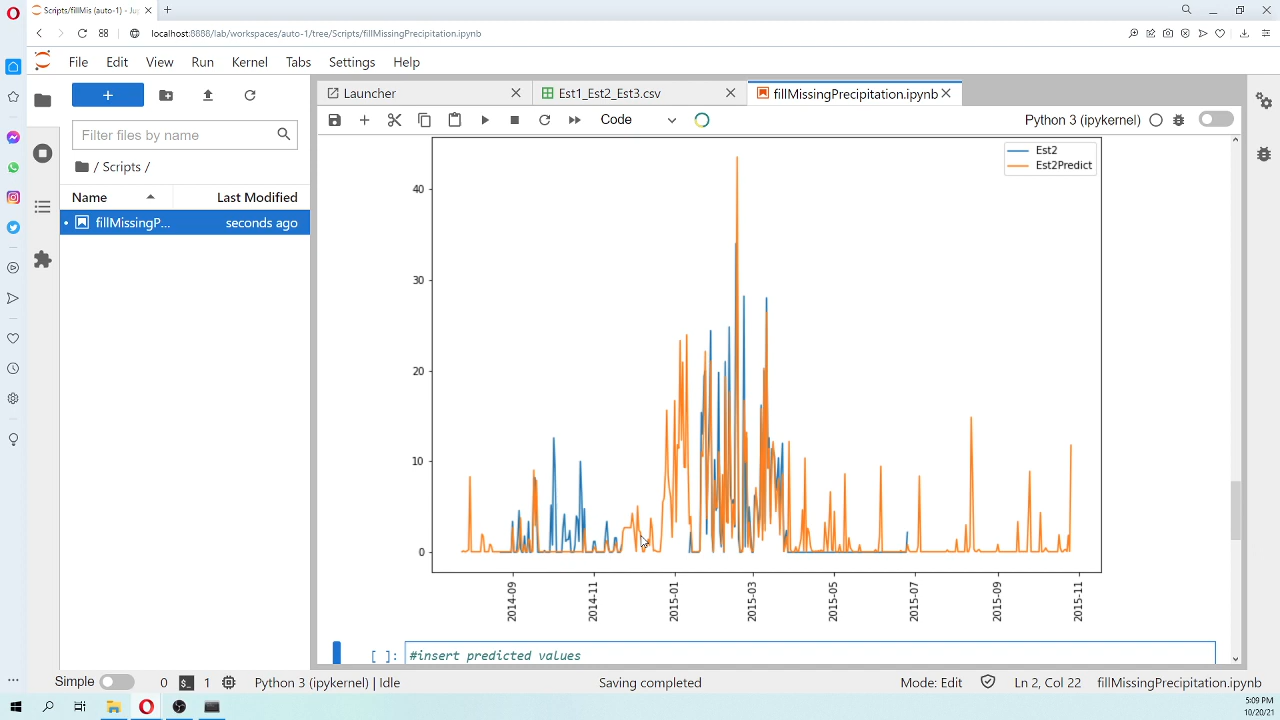 Scripts/fillMis (auto-1) - Ju
localhost:8888/lab/workspaces/auto-1/tree/Scripts/fillMissingPrecipitation.ipynb
File Edit View Run Kernel Tabs Settings Help
Launcher
Est1_Est2_Est3.csv
fillMissingPrecipitation.ipynb
Code
Python 3 (ipykernel)
Filter files by name
/ Scripts /
Name Last Modified
fillMissingP... seconds ago
Est2
Est2Predict
40
30
20
10
0
2014-09
2014-11
2015-01
2015-03
2015-05
2015-07
2015-09
2015-11
[ ]: #insert predicted values
Simple 0 $_ 1 Python 3 (ipykernel) | Idle Saving completed Mode: Edit Ln 2, Col 22 fillMissingPrecipitation.ipynb
5:09 PM
10/20/21